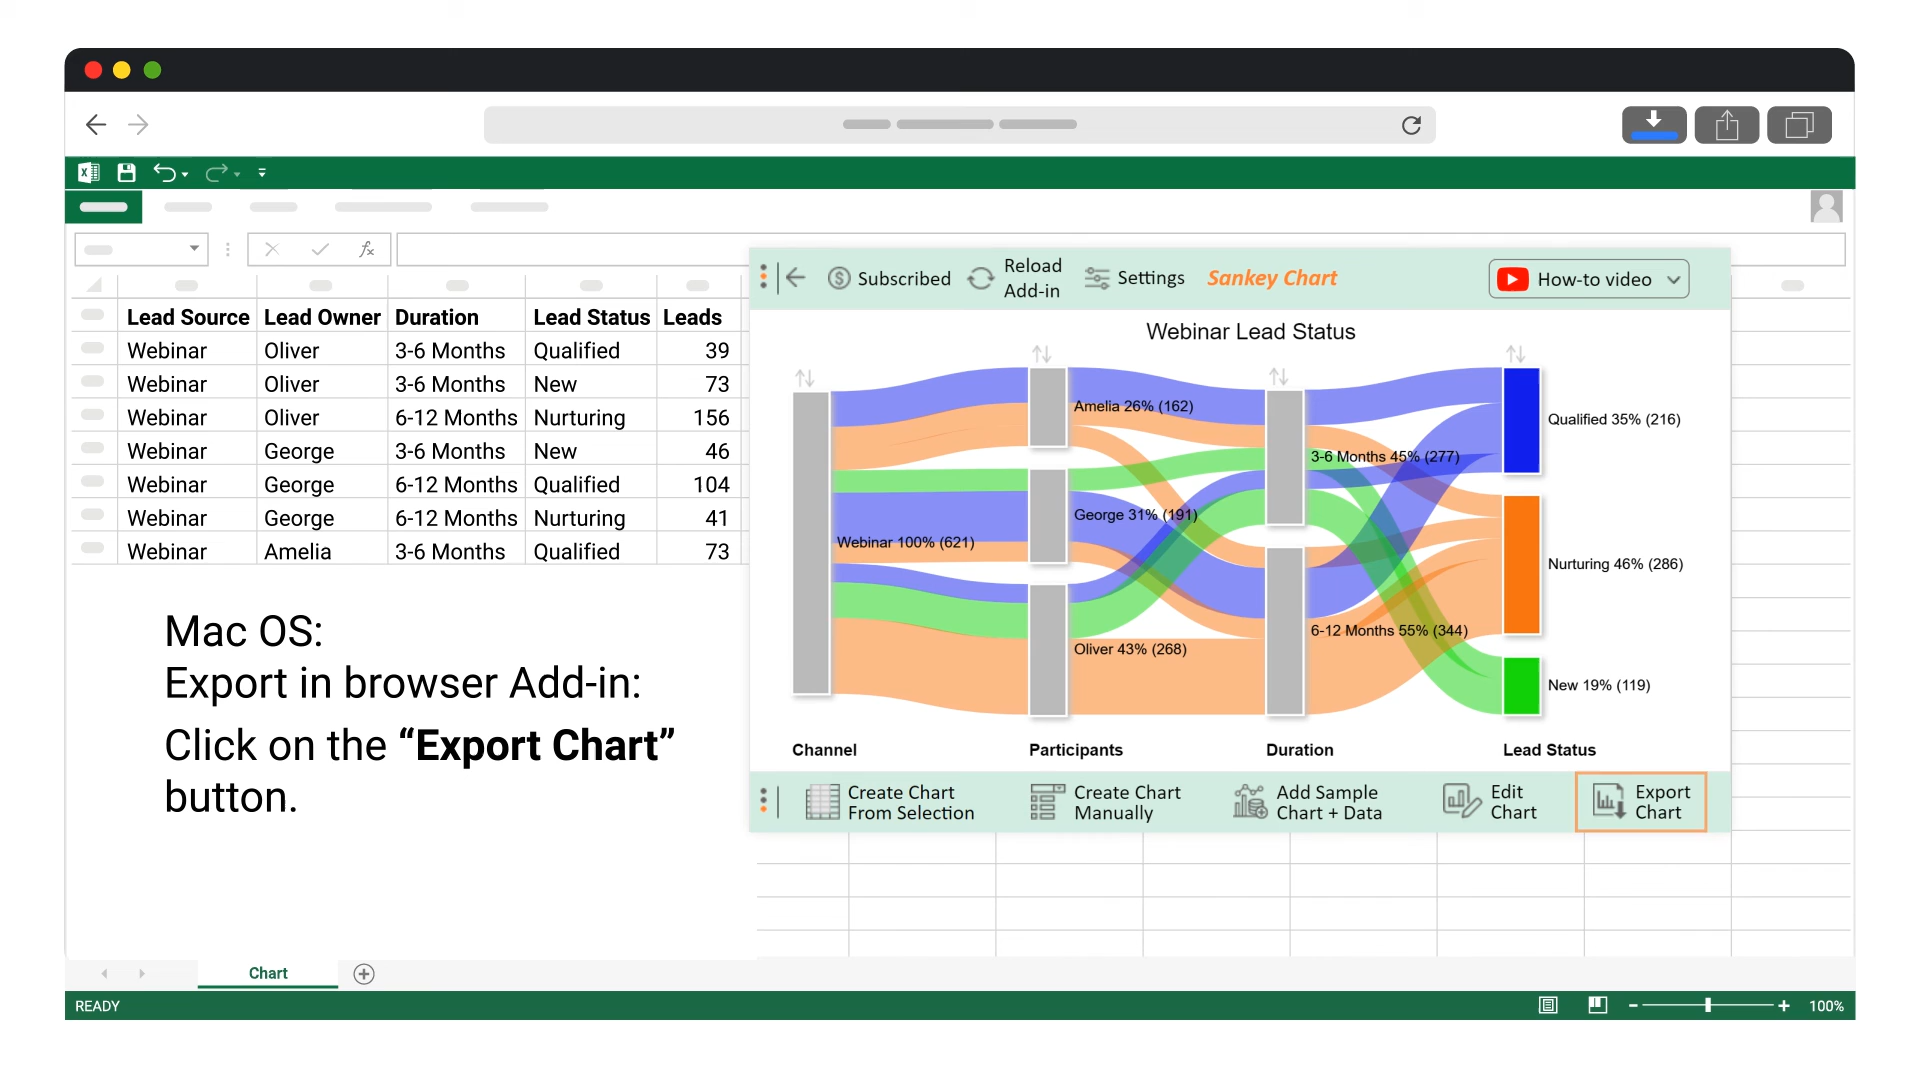 Reload
Add-in
Subscribed
Settings
Sankey Chart
How-to video
Lead Source Lead Owner Duration Lead Status Leads
Webinar Oliver 3-6 Months Qualified 39
Webinar Oliver 3-6 Months New 73
Webinar Oliver 6-12 Months Nurturing 156
Webinar George 3-6 Months New 46
Webinar George 6-12 Months Qualified 104
Webinar George 6-12 Months Nurturing 41
Webinar Amelia 3-6 Months Qualified 73
Webinar Lead Status
Amelia 26% (162)
Qualified 35% (216)
3-6 Months 45% (277)
George 31% (191)
Webinar 100% (621)
Nurturing 46% (286)
6-12 Months 55% (344)
Oliver 43% (268)
New 19% (119)
Channel Participants Duration Lead Status
Mac OS:
Export in browser Add-in:
Click on the “Export Chart”
button.
Create Chart
From Selection
Create Chart
Manually
Add Sample
Chart + Data
Edit
Chart
Export
Chart
Chart
READY
100%